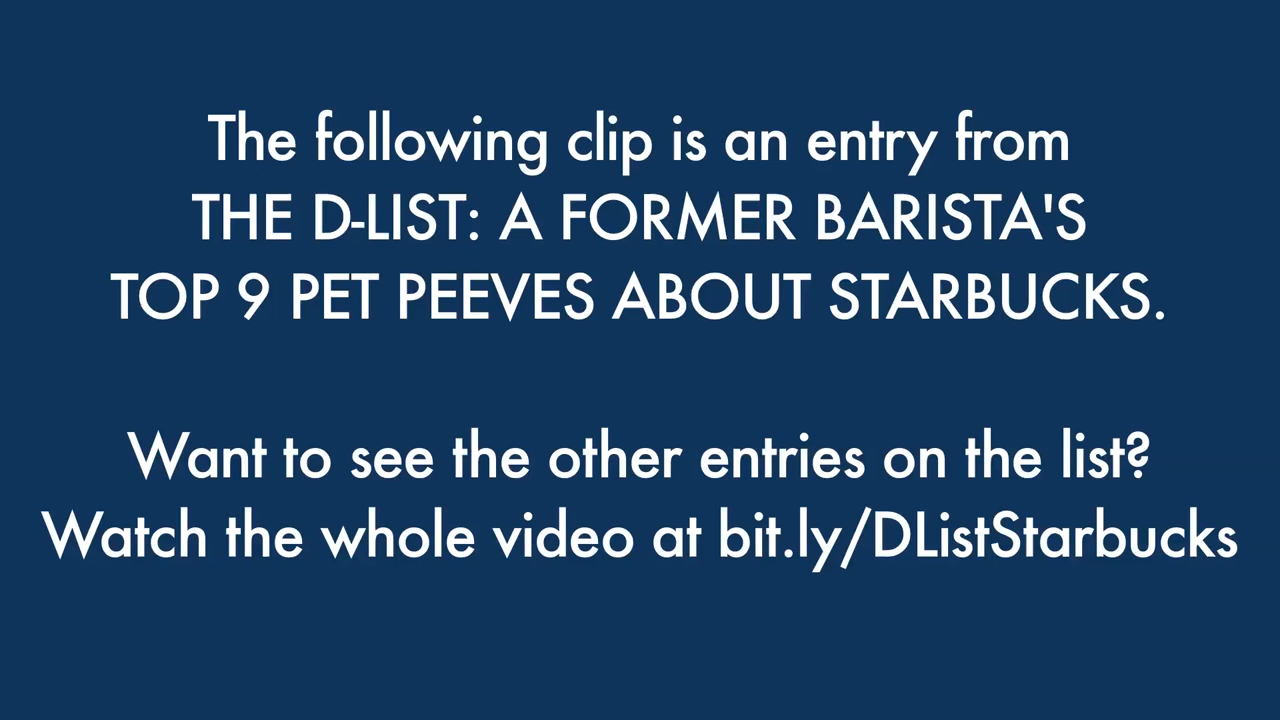 The following clip is an entry from
THE D-LIST: A FORMER BARISTA'S
TOP 9 PET PEEVES ABOUT STARBUCKS.
Want to see the other entries on the list?
Watch the whole video at bit.ly/DListStarbucks